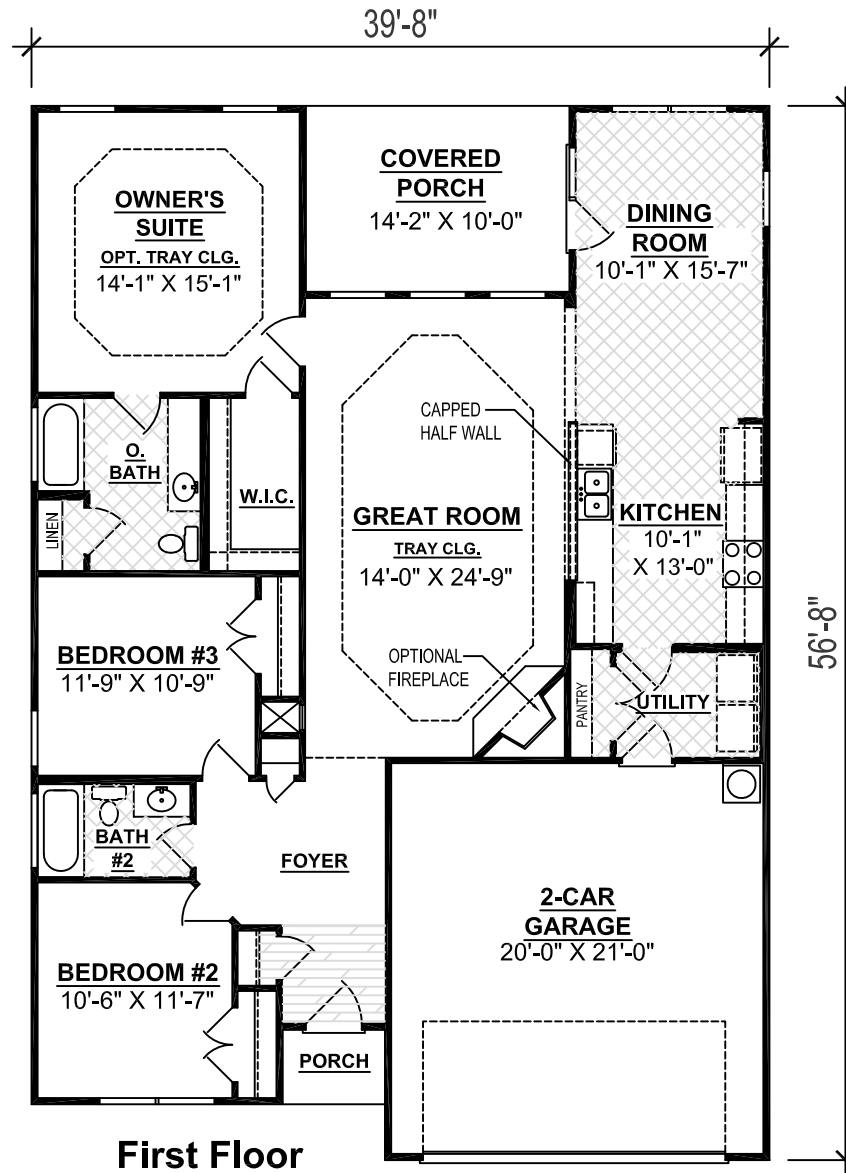 39'-8"
OWNER'S
SUITE
OPT. TRAY CLG.
14'-1" X 15'-1"
COVERED
PORCH
14'-2" X 10'-0"
DINING
ROOM
10'-1" X 15'-7"
CAPPED
HALF WALL
O.
BATH
W.I.C.
LINEN
GREAT ROOM
TRAY CLG.
14'-0" X 24'-9"
KITCHEN
10'-1"
X 13'-0"
56'-8"
BEDROOM #3
11'-9" X 10'-9"
OPTIONAL
FIREPLACE
PANTRY
UTILITY
BATH
#2
FOYER
2-CAR
GARAGE
20'-0" X 21'-0"
BEDROOM #2
10'-6" X 11'-7"
PORCH
First Floor